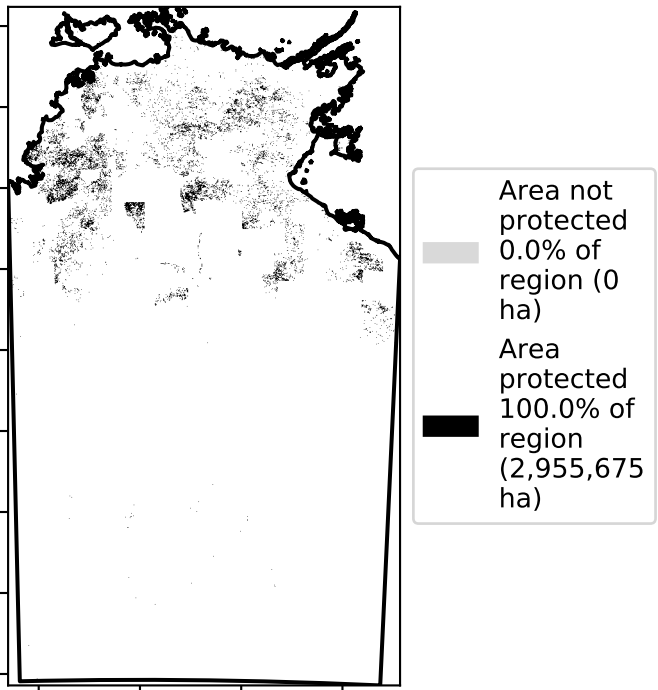 Area not
protected
0.0% of
region (0
ha)
Area
protected
100.0% of
region
(2,955,675
ha)